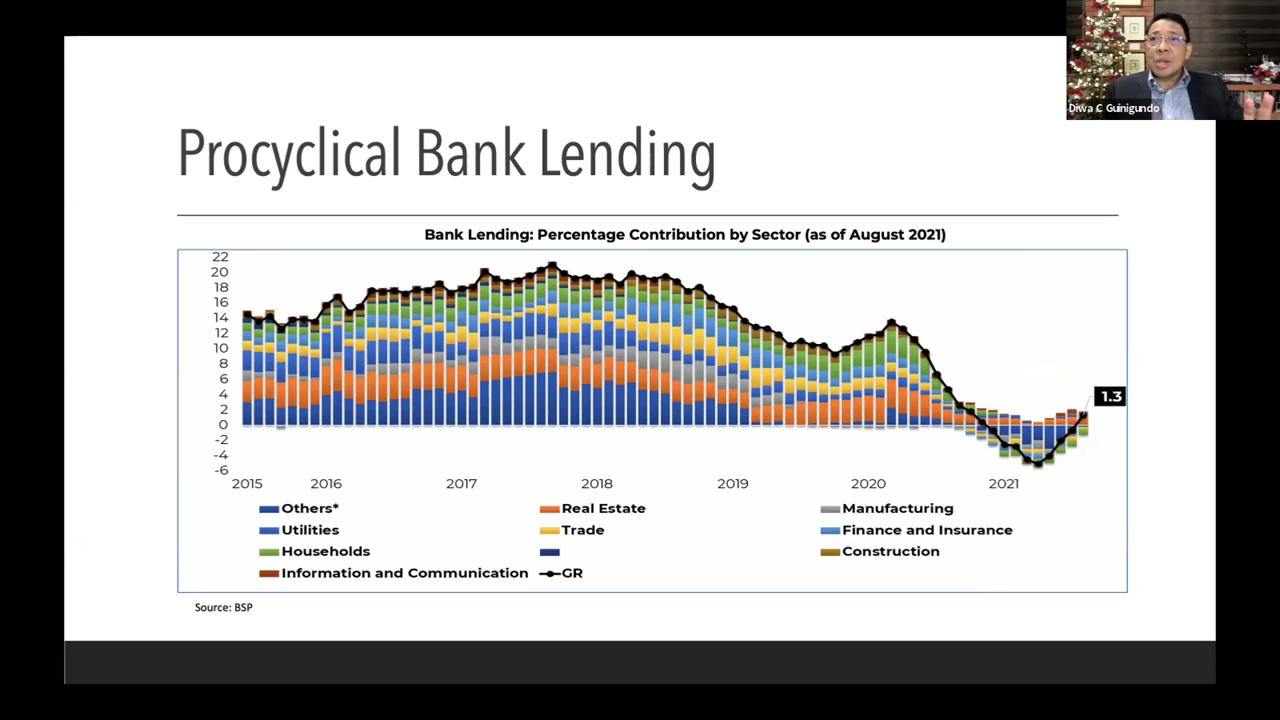 Diwa C Guinigundo
Procyclical Bank Lending
Bank Lending: Percentage Contribution by Sector (as of August 2021)
22
20
18
16
14
12
10
8
6
4
2
0
-2
-4
-6
1.3
2015 2016 2017 2018 2019 2020 2021
Others* Real Estate Manufacturing
Utilities Trade Finance and Insurance
Households Construction
Information and Communication GR
Source: BSP